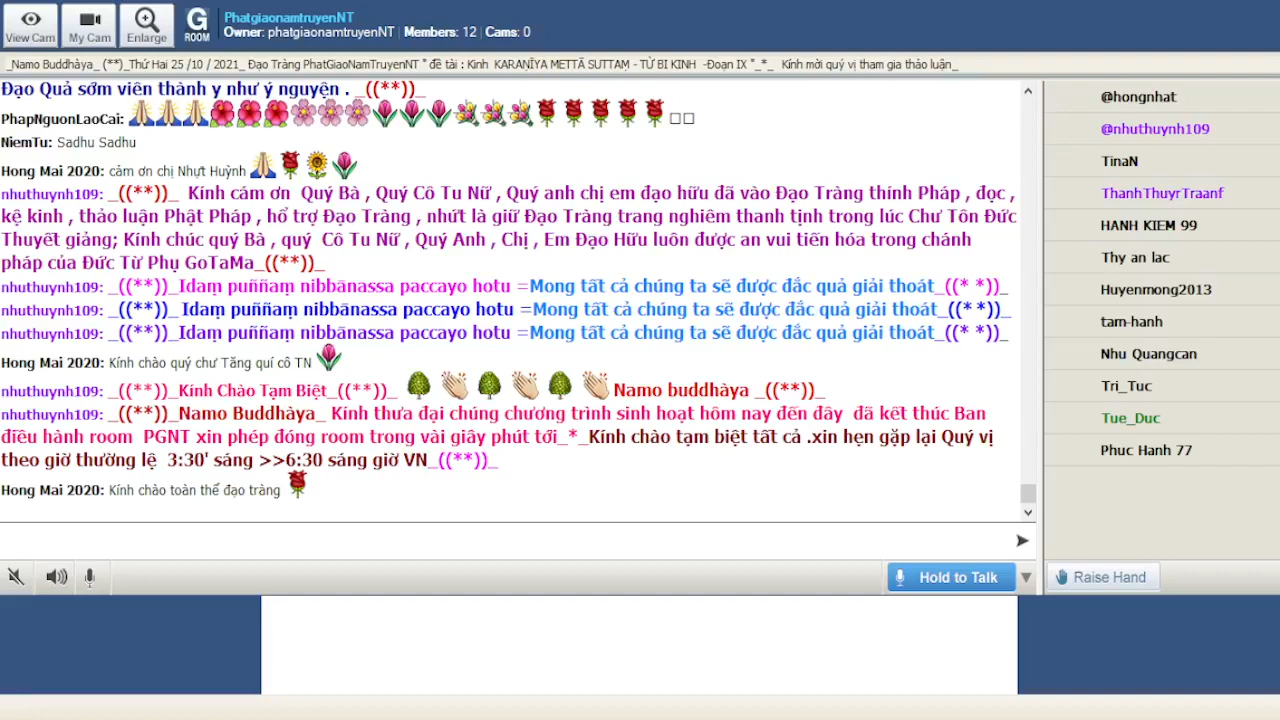 View Cam
My Cam
Enlarge
G
ROOM
PhatgiaonamtruyenNT
Owner: phatgiaonamtruyenNT | Members: 12 | Cams: 0
_Namo Buddhàya_ (**)_Thứ Hai 25 /10 / 2021_ Đạo Tràng PhatGiaoNamTruyenNT " đề tài : Kinh KARAṆĪYA METTĀ SUTTAṂ - TỪ BI KINH -Đoạn IX "_*_ Kính mời quý vị tham gia thảo luận_
Đạo Quả sớm viên thành y như ý nguyện . _((**))_
PhapNguonLaoCai:
NiemTu: Sadhu Sadhu
Hong Mai 2020: cảm ơn chị Nhựt Huỳnh
nhuthuynh109: _((**))_ Kính cám ơn Quý Bà , Quý Cô Tu Nữ , Quý anh chị em đạo hữu đã vào Đạo Tràng thính Pháp , đọc ,
kệ kinh , thảo luận Phật Pháp , hổ trợ Đạo Tràng , nhứt là giữ Đạo Tràng trang nghiêm thanh tịnh trong lúc Chư Tôn Đức
Thuyết giảng; Kính chúc quý Bà , quý Cô Tu Nữ , Quý Anh , Chị , Em Đạo Hữu luôn được an vui tiến hóa trong chánh
pháp của Đức Từ Phụ GoTaMa_((**))_
nhuthuynh109: _((**))_Idaṃ puññaṃ nibbānassa paccayo hotu =Mong tất cả chúng ta sẽ được đắc quả giải thoát_((* *))_
nhuthuynh109: _((**))_ Idaṃ puññaṃ nibbānassa paccayo hotu =Mong tất cả chúng ta sẽ được đắc quả giải thoát_((* *))_
nhuthuynh109: _((**))_Idaṃ puññaṃ nibbānassa paccayo hotu =Mong tất cả chúng ta sẽ được đắc quả giải thoát_((* *))_
Hong Mai 2020: Kính chào quý chư Tăng quí cô TN
nhuthuynh109: _((**))_Kính Chào Tạm Biệt_((**))_ Namo buddhàya _((**))_
nhuthuynh109: _((**))_Namo Buddhàya_ Kính thưa đại chúng chương trình sinh hoạt hôm nay đến đây đã kết thúc Ban
điều hành room PGNT xin phép đóng room trong vài giây phút tới_*_Kính chào tạm biệt tất cả .xin hẹn gặp lại Quý vị
theo giờ thường lệ 3:30' sáng >>6:30 sáng giờ VN_((**))_
Hong Mai 2020: Kính chào toàn thể đạo tràng
@hongnhat
@nhuthuynh109
TinaN
ThanhThuyrTraanf
HANH KIEM 99
Thy an lac
Huyenmong2013
tam-hanh
Nhu Quangcan
Tri_Tuc
Tue_Duc
Phuc Hanh 77
Hold to Talk
Raise Hand